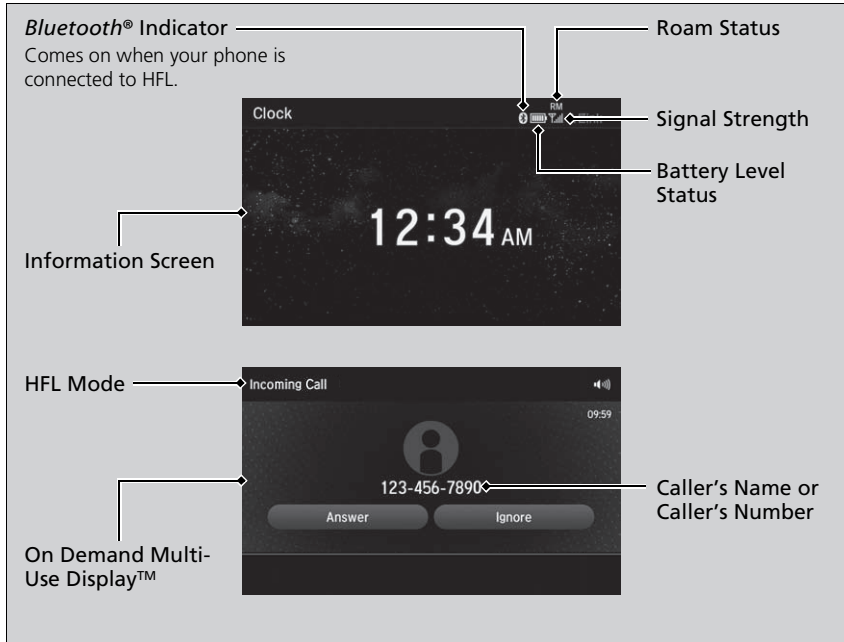 Bluetooth® Indicator
Comes on when your phone is
connected to HFL.
Roam Status
Signal Strength
Battery Level
Status
Information Screen
Clock
RM
12:34 AM
HFL Mode
Incoming Call
09:59
123-456-7890
Answer
Ignore
Caller's Name or
Caller's Number
On Demand Multi-
Use Display™